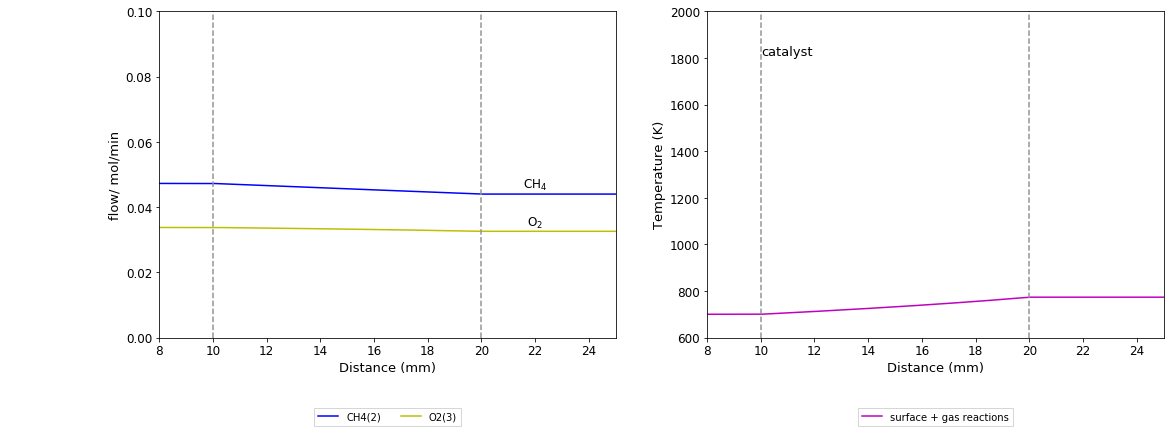 0.10
0.08
0.06
0.04
0.02
0.00
flow/ mol/min
CH₄
O₂
8 10 12 14 16 18 20 22 24
Distance (mm)
CH4(2) O2(3)
2000
1800
1600
1400
1200
1000
800
600
Temperature (K)
catalyst
8 10 12 14 16 18 20 22 24
Distance (mm)
surface + gas reactions